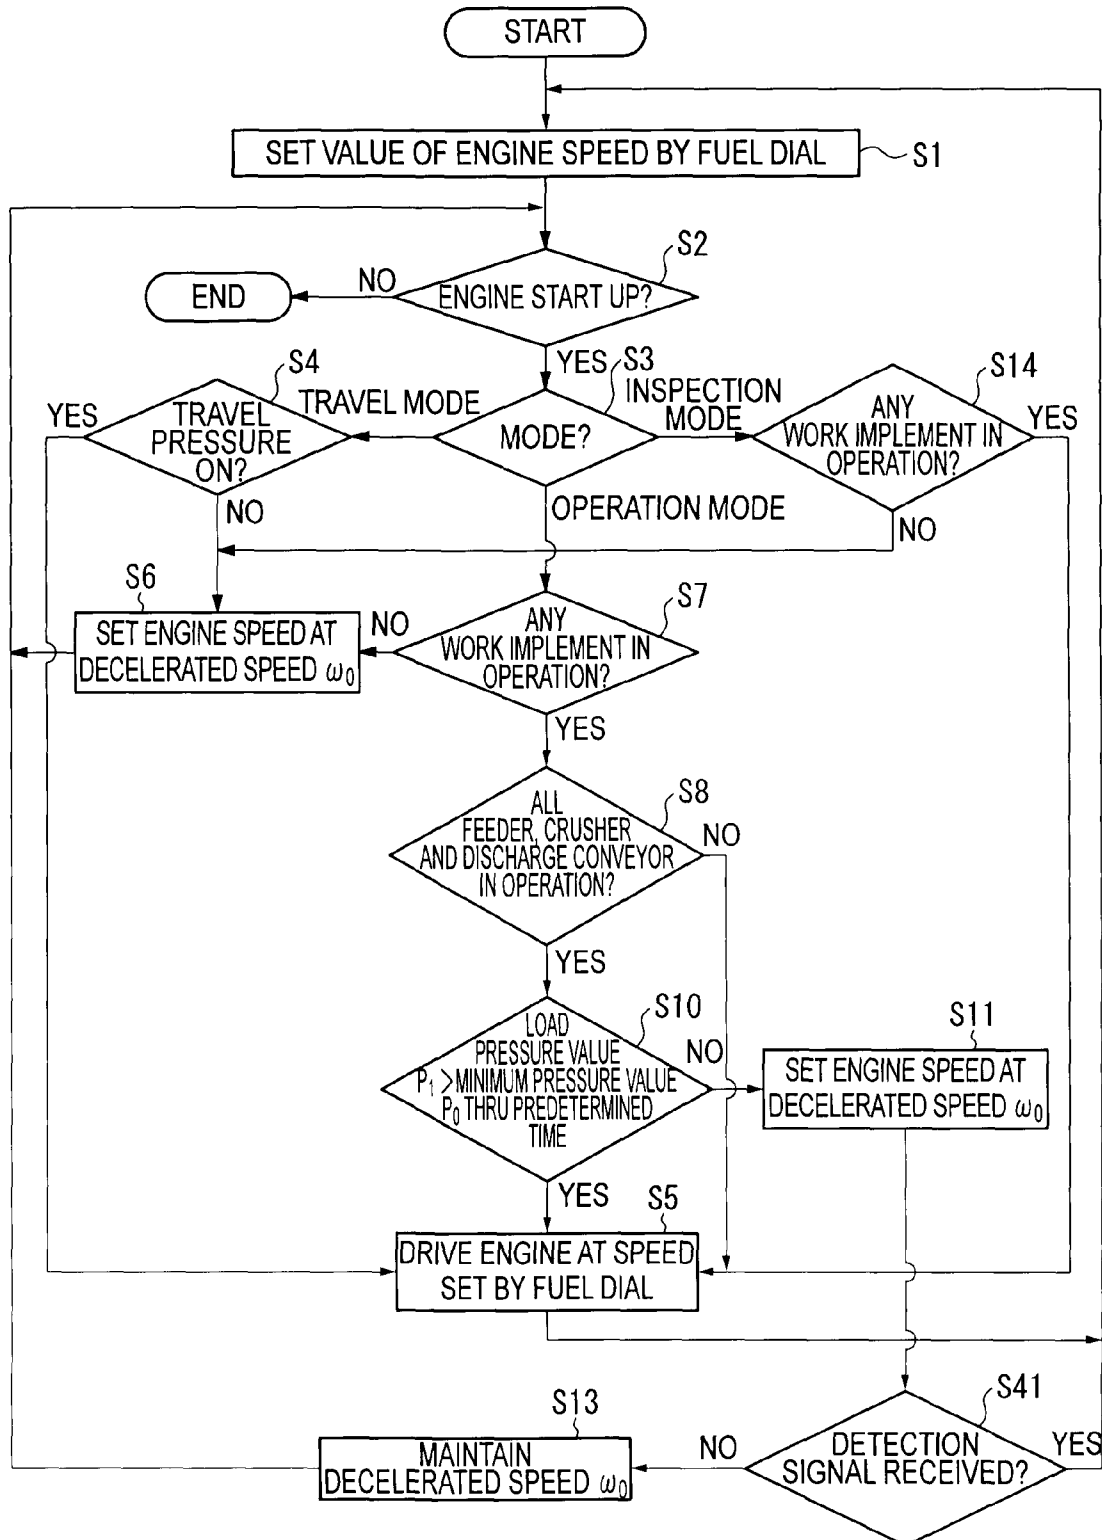 START
SET VALUE OF ENGINE SPEED BY FUEL DIAL
S1
S2
NO
END
ENGINE START UP?
YES
S3
S4
S14
TRAVEL MODE
INSPECTION
MODE
YES
TRAVEL
PRESSURE
ON?
MODE?
ANY
WORK IMPLEMENT IN
OPERATION?
YES
NO
OPERATION MODE
NO
S6
S7
SET ENGINE SPEED AT
DECELERATED SPEED ω₀
NO
ANY
WORK IMPLEMENT IN
OPERATION?
YES
S8
ALL
FEEDER, CRUSHER
AND DISCHARGE CONVEYOR
IN OPERATION?
NO
YES
S10
S11
LOAD
PRESSURE VALUE
P₁ >MINIMUM PRESSURE VALUE
P₀ THRU PREDETERMINED
TIME
NO
SET ENGINE SPEED AT
DECELERATED SPEED ω₀
YES
S5
DRIVE ENGINE AT SPEED
SET BY FUEL DIAL
S41
S13
NO
DETECTION
SIGNAL RECEIVED?
YES
MAINTAIN
DECELERATED SPEED ω₀